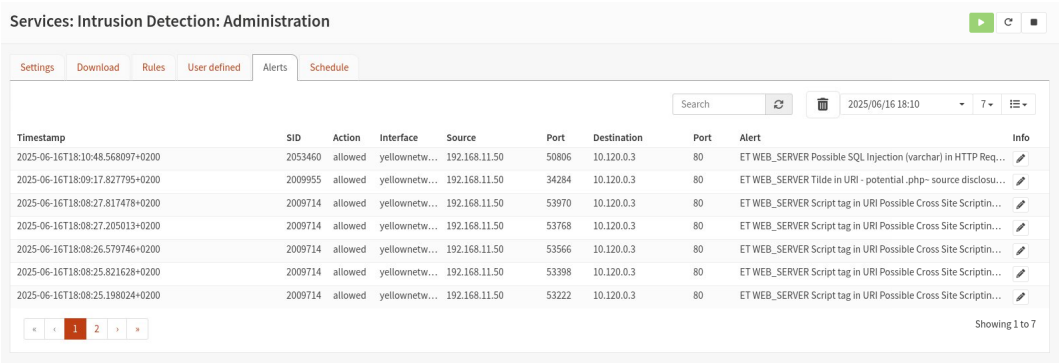 Services: Intrusion Detection: Administration
Settings Download Rules User defined Alerts Schedule
Search 2025/06/16 18:10 7
Timestamp SID Action Interface Source Port Destination Port Alert Info
2025-06-16T18:10:48.568097+0200 2053460 allowed yellownetw... 192.168.11.50 50806 10.120.0.3 80 ET WEB_SERVER Possible SQL Injection (varchar) in HTTP Req...
2025-06-16T18:09:17.827795+0200 2009955 allowed yellownetw... 192.168.11.50 34284 10.120.0.3 80 ET WEB_SERVER Tilde in URI - potential .php~ source disclosu...
2025-06-16T18:08:27.817478+0200 2009714 allowed yellownetw... 192.168.11.50 53970 10.120.0.3 80 ET WEB_SERVER Script tag in URI Possible Cross Site Scriptin...
2025-06-16T18:08:27.205013+0200 2009714 allowed yellownetw... 192.168.11.50 53768 10.120.0.3 80 ET WEB_SERVER Script tag in URI Possible Cross Site Scriptin...
2025-06-16T18:08:26.579746+0200 2009714 allowed yellownetw... 192.168.11.50 53566 10.120.0.3 80 ET WEB_SERVER Script tag in URI Possible Cross Site Scriptin...
2025-06-16T18:08:25.821628+0200 2009714 allowed yellownetw... 192.168.11.50 53398 10.120.0.3 80 ET WEB_SERVER Script tag in URI Possible Cross Site Scriptin...
2025-06-16T18:08:25.198024+0200 2009714 allowed yellownetw... 192.168.11.50 53222 10.120.0.3 80 ET WEB_SERVER Script tag in URI Possible Cross Site Scriptin...
« ‹ 1 2 › » Showing 1 to 7